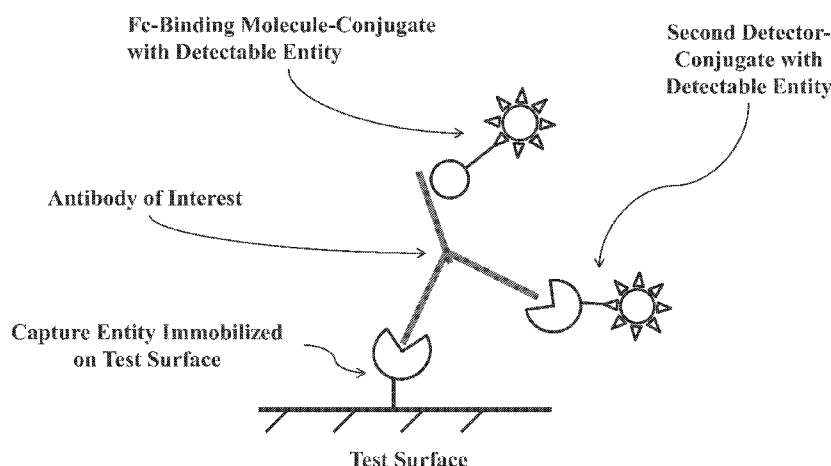 Fc-Binding Molecule-Conjugate
with Detectable Entity
Second Detector-
Conjugate with
Detectable Entity
Antibody of Interest
Capture Entity Immobilized
on Test Surface
Test Surface